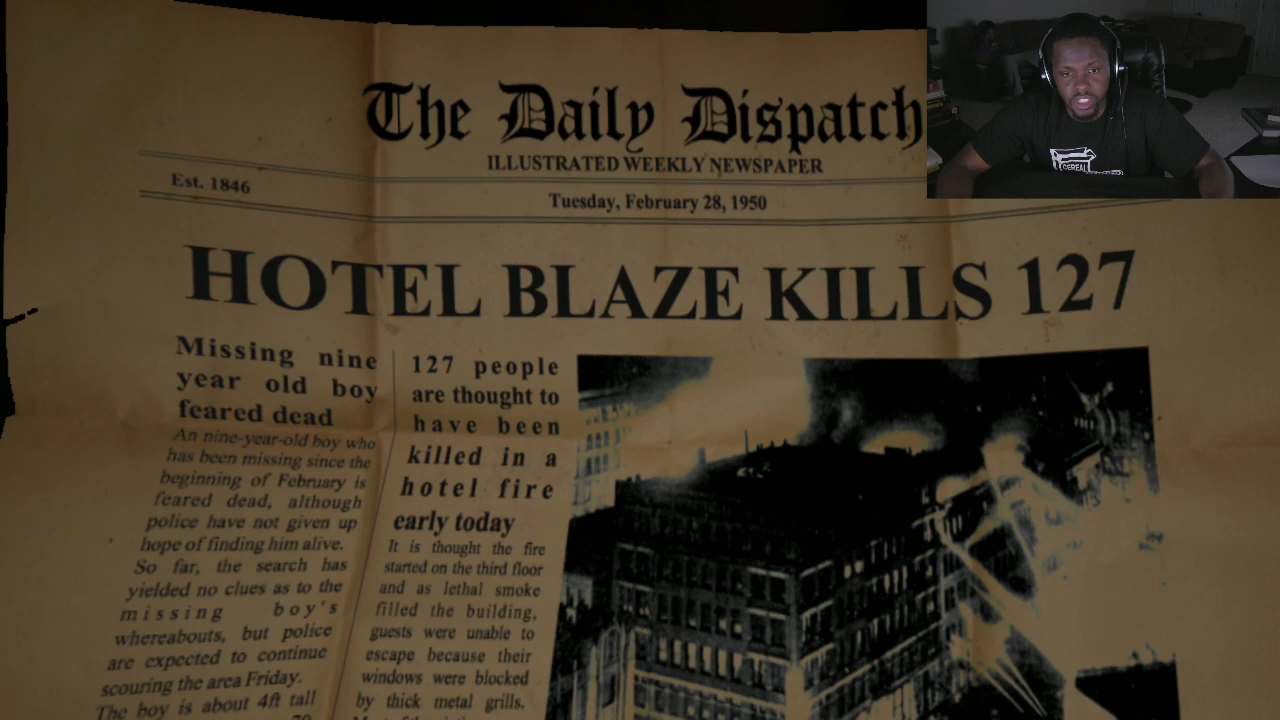 The Daily Dispatch
ILLUSTRATED WEEKLY NEWSPAPER
Est. 1846
Tuesday, February 28, 1950
HOTEL BLAZE KILLS 127
Missing nine
year old boy
feared dead
An nine-year-old boy who
has been missing since the
beginning of February is
feared dead, although
police have not given up
hope of finding him alive.
So far, the search has
yielded no clues as to the
missing boy's
whereabouts, but police
are expected to continue
scouring the area Friday.
The boy is about 4ft tall
127 people
are thought to
have been
killed in a
hotel fire
early today
It is thought the fire
started on the third floor
and as lethal smoke
filled the building,
guests were unable to
escape because their
windows were blocked
by thick metal grills.
CEREAL